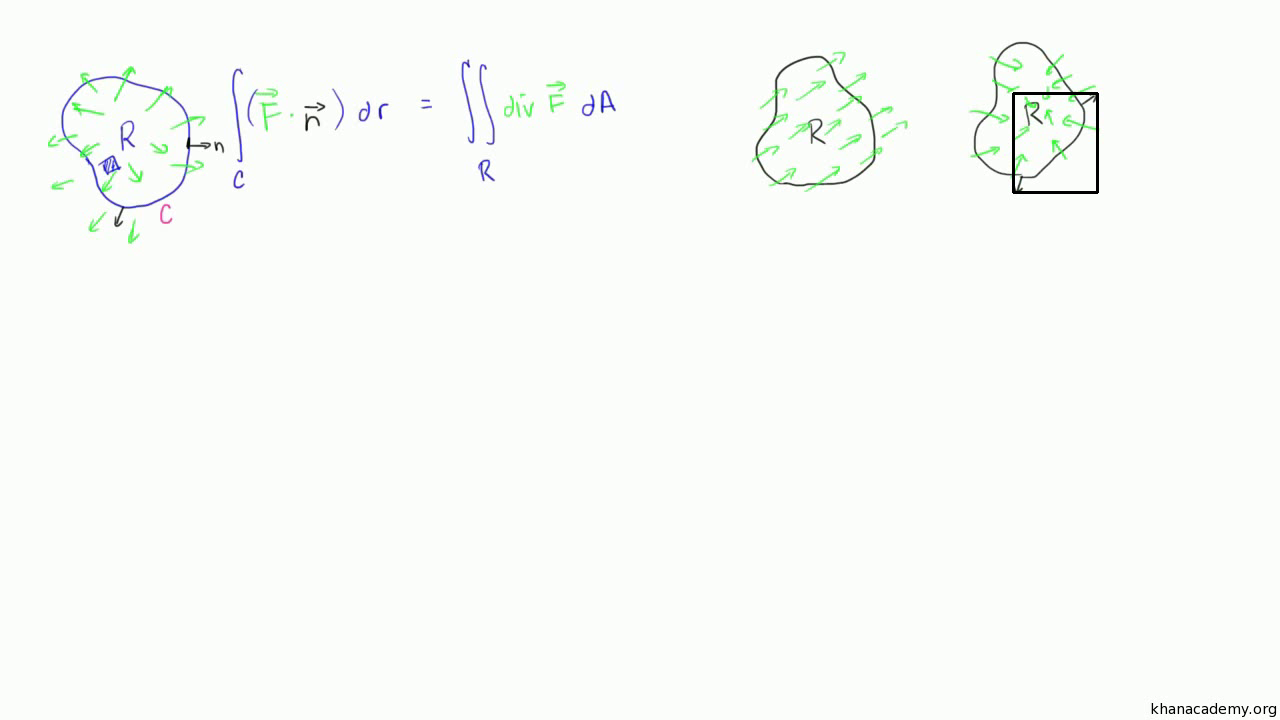 R
n
C
∫ (F⃗ · n⃗) dr = ∬ div F⃗ dA
C
R
R
R
khanacademy.org